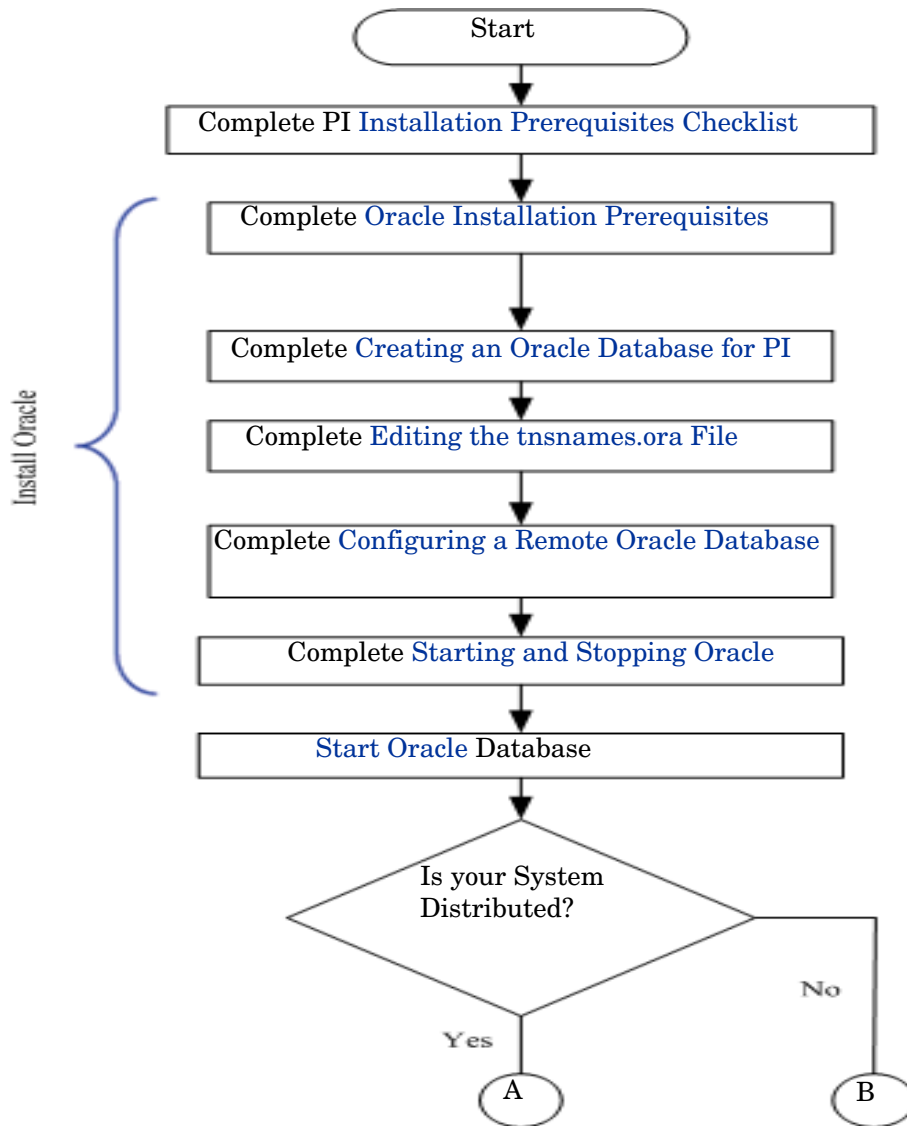 Start
Complete PI Installation Prerequisites Checklist
Complete Oracle Installation Prerequisites
Complete Creating an Oracle Database for PI
Complete Editing the tnsnames.ora File
Install Oracle
Complete Configuring a Remote Oracle Database
Complete Starting and Stopping Oracle
Start Oracle Database
Is your System
Distributed?
No
Yes
A
B